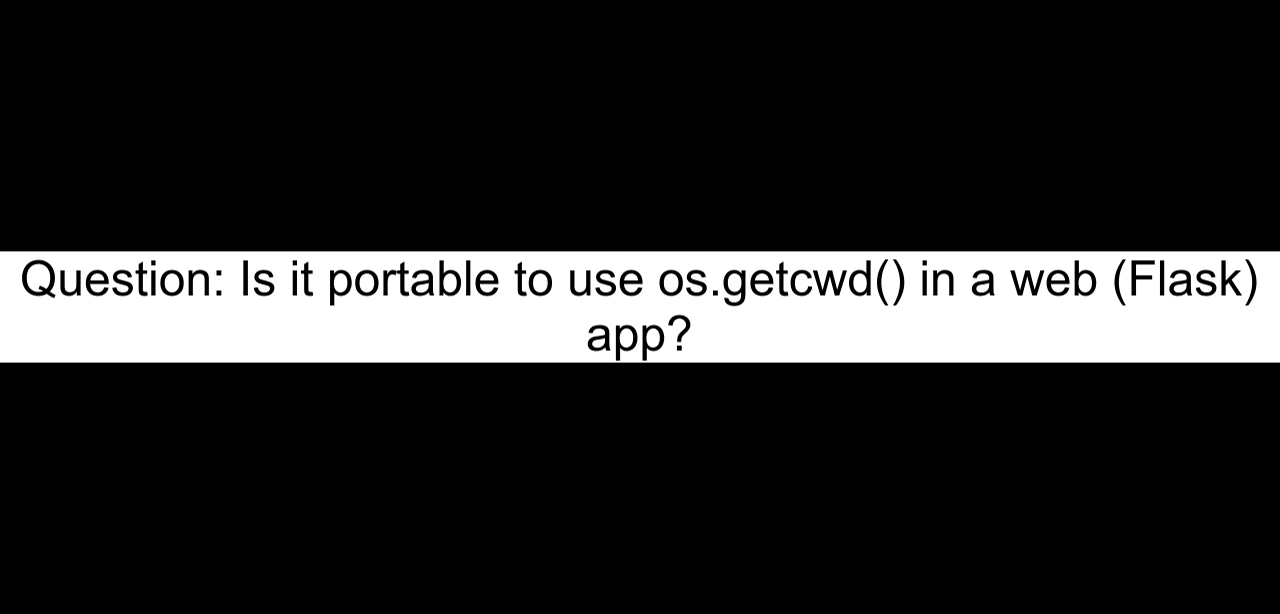 Question: Is it portable to use os.getcwd() in a web (Flask)
app?